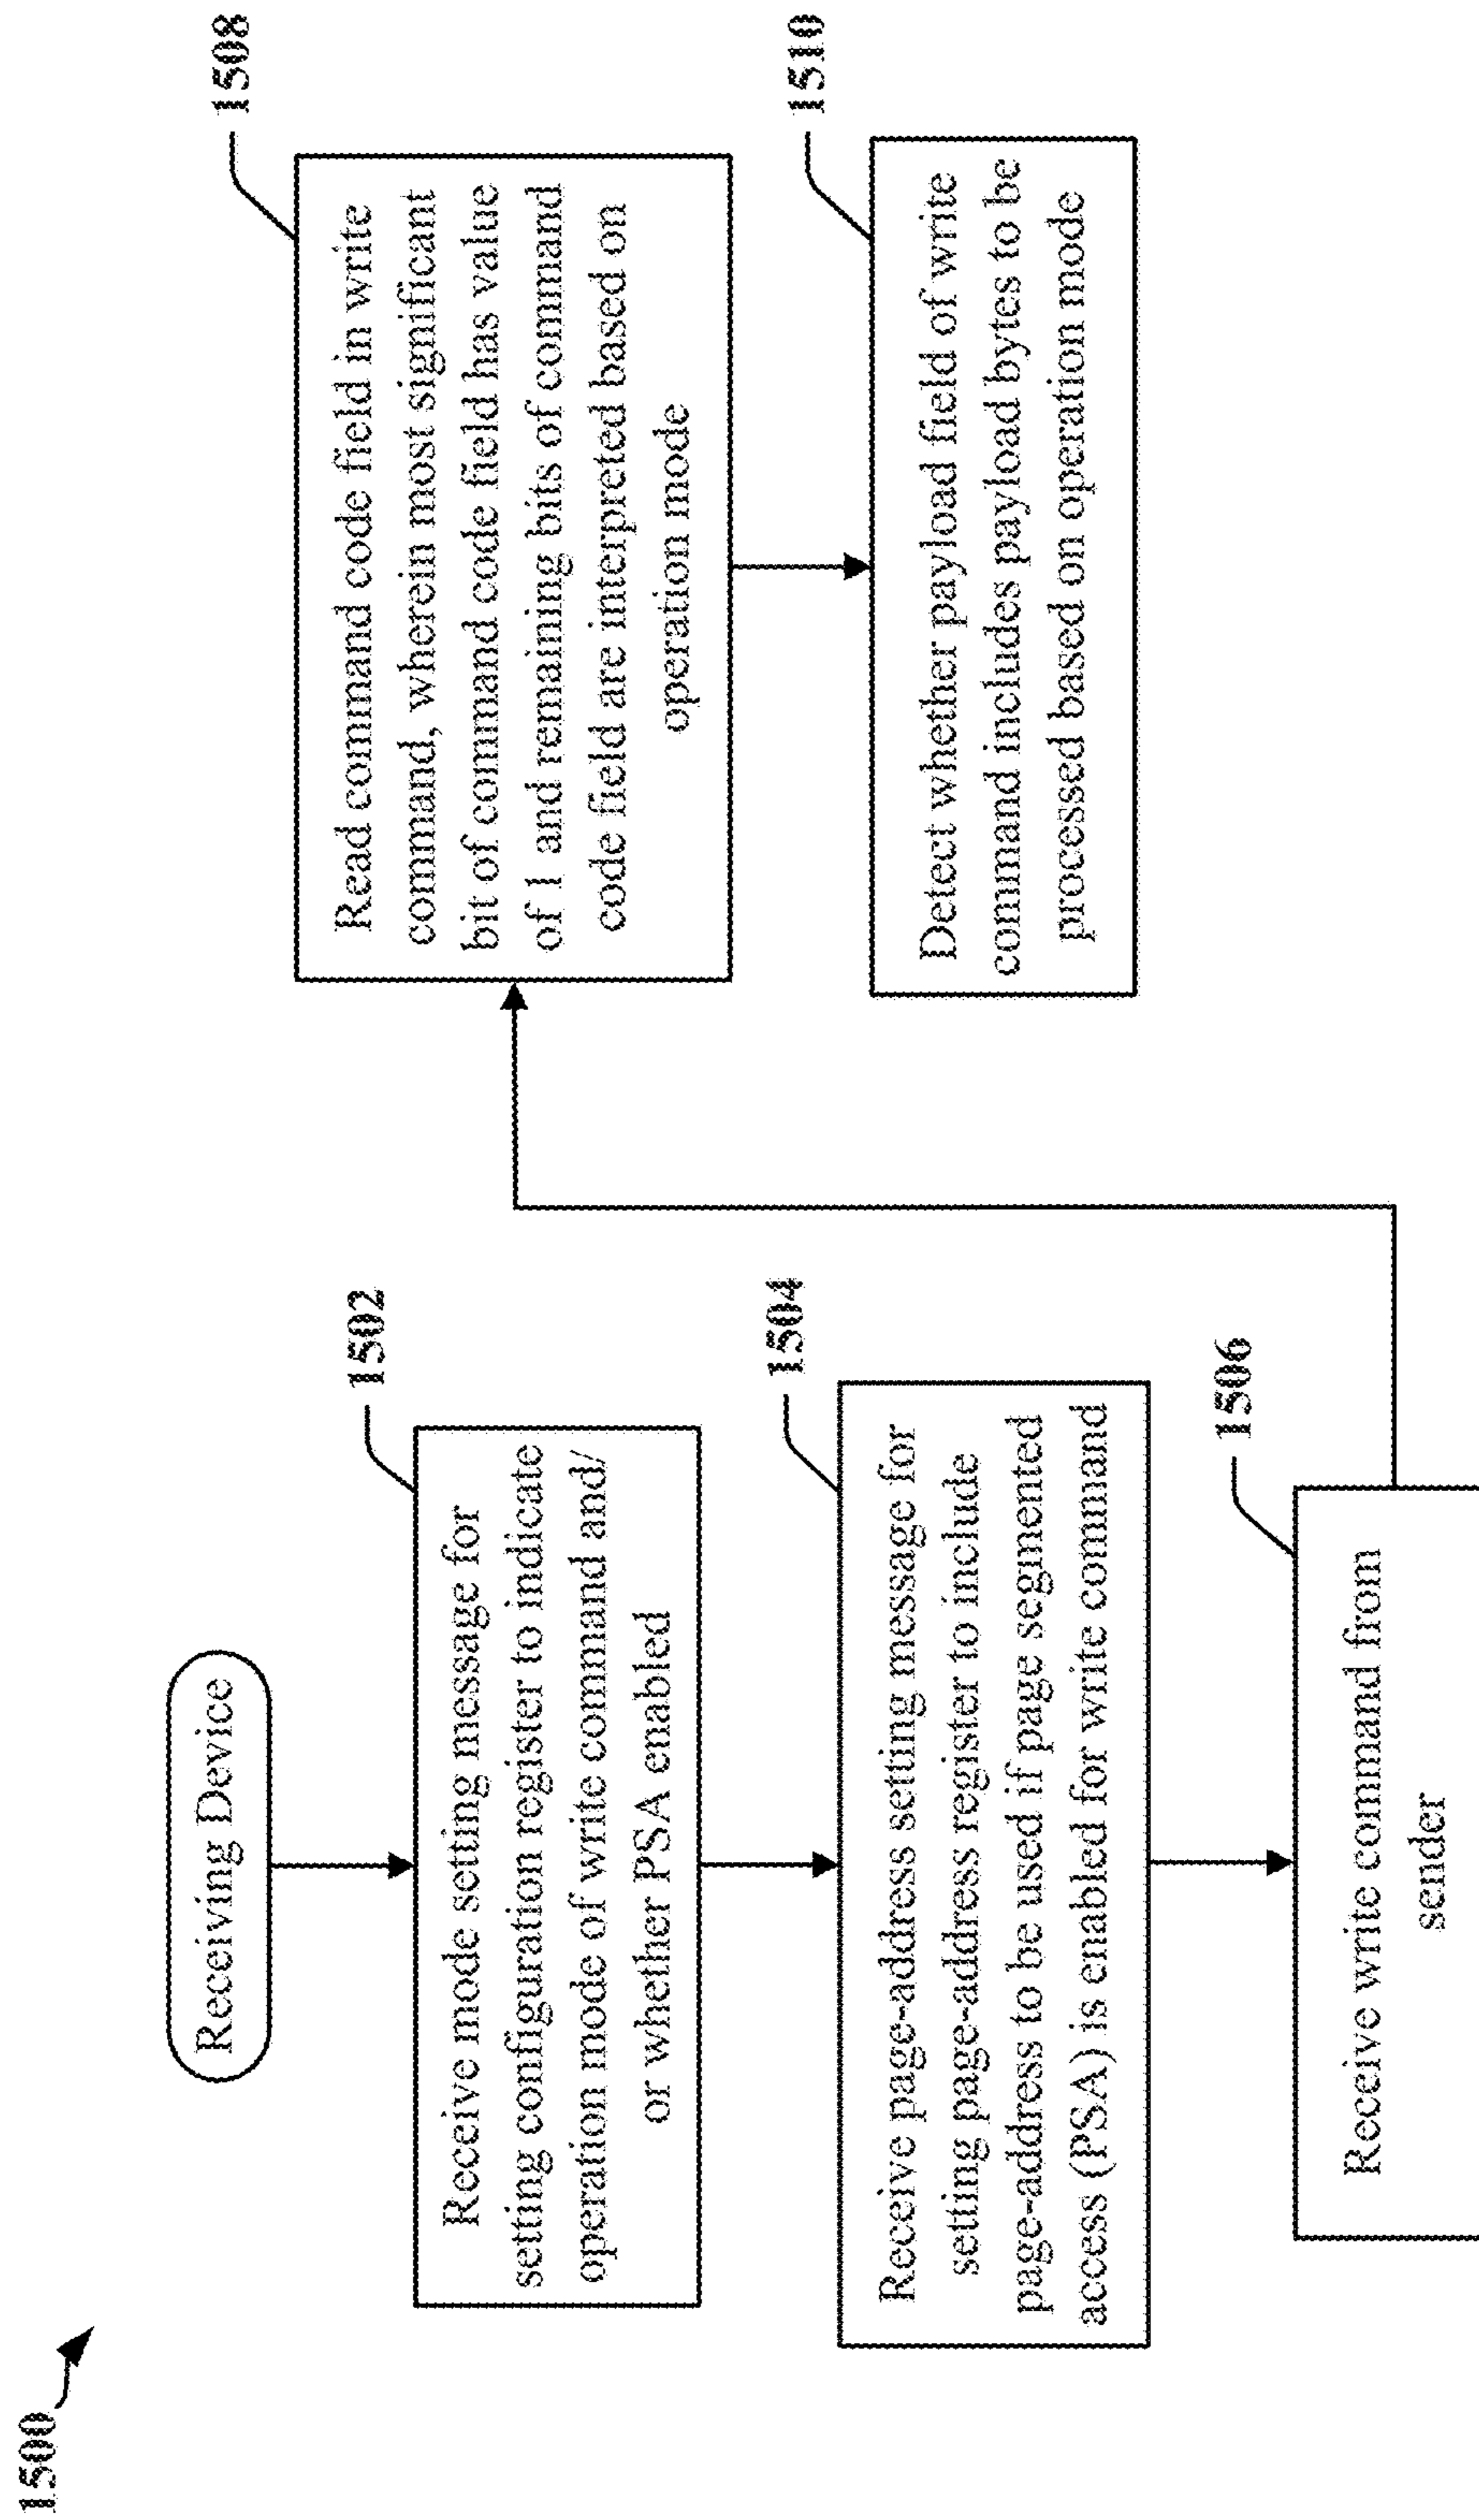 1500
Receiving Device
1502
Receive mode setting message for
setting configuration register to indicate
operation mode of write command and/
or whether PSA enabled
1504
Receive page-address setting message for
setting page-address register to include
page-address to be used if page segmented
access (PSA) is enabled for write command
1506
Receive write command from
sender
1508
Read command code field in write
command, wherein most significant
bit of command code field has value
of 1 and remaining bits of command
code field are interpreted based on
operation mode
1510
Detect whether payload field of write
command includes payload bytes to be
processed based on operation mode